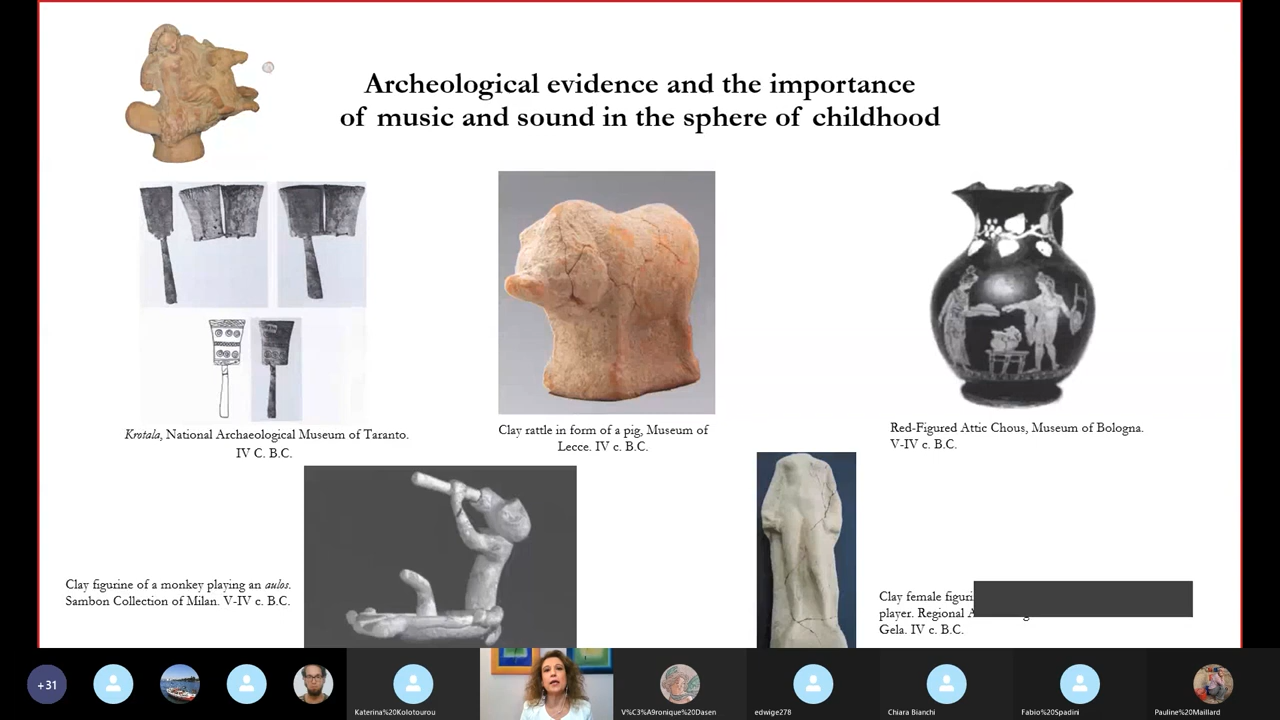 Archeological evidence and the importance
of music and sound in the sphere of childhood
Krotala, National Archaeological Museum of Taranto.
IV C. B.C.
Clay rattle in form of a pig, Museum of
Lecce. IV c. B.C.
Red-Figured Attic Chous, Museum of Bologna.
V-IV c. B.C.
Clay figurine of a monkey playing an aulos.
Sambon Collection of Milan. V-IV c. B.C.
Clay female
player. Regional
Gela. IV c. B.C.
+31
Katerina%20Kolotourou
V%C3%A9ronique%20Dasen
edwige278
Chiara Bianchi
Fabio%20Spadini
Pauline%20Maillard